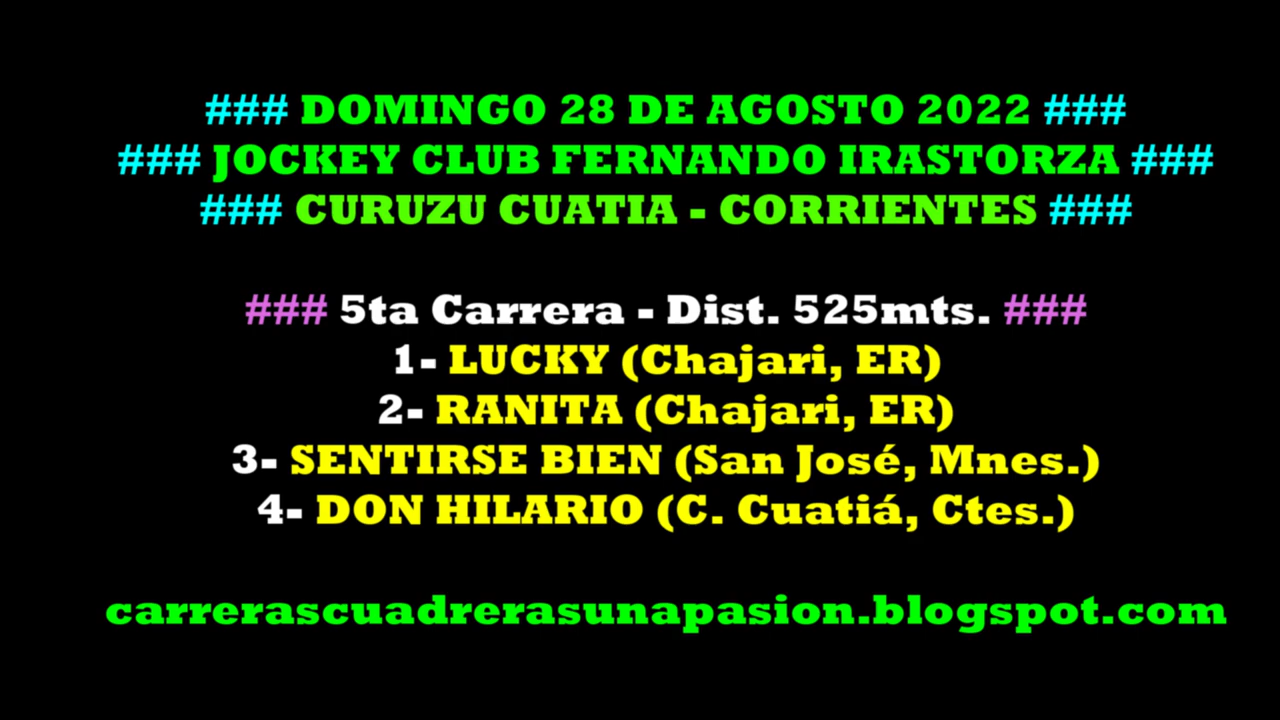 ### DOMINGO 28 DE AGOSTO 2022 ###
### JOCKEY CLUB FERNANDO IRASTORZA ###
### CURUZU CUATIA - CORRIENTES ###
### 5ta Carrera - Dist. 525mts. ###
1- LUCKY (Chajari, ER)
2- RANITA (Chajari, ER)
3- SENTIRSE BIEN (San José, Mnes.)
4- DON HILARIO (C. Cuatiá, Ctes.)
carrerascuadrerasunapasion.blogspot.com